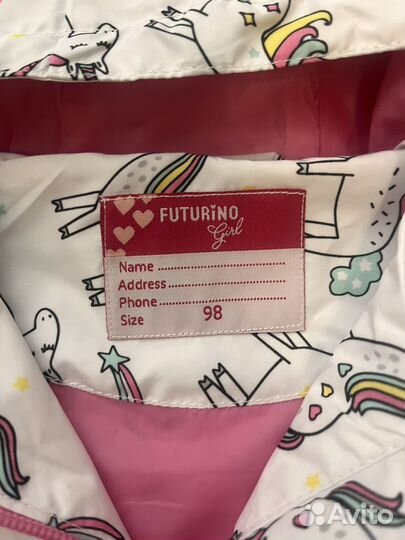 FUTURiNO
Girl
Name ..........................
Address.......................
Phone .........................
Size 98
Avito